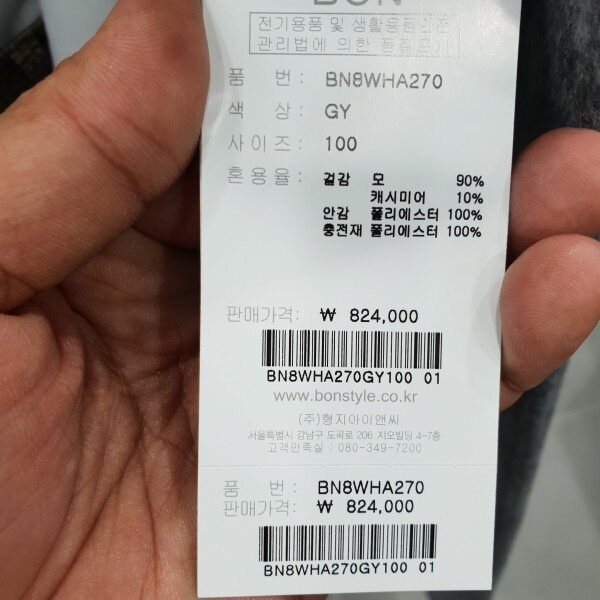 BON
전기용품 및 생활용품안전
관리법에 의한 품질표시
품 번 : BN8WHA270
색 상 : GY
사이즈 : 100
혼용율 : 겉감 모 90%
캐시미어 10%
안감 폴리에스터 100%
충전재 폴리에스터 100%
판매가격: ₩ 824,000
BN8WHA270GY100 01
www.bonstyle.co.kr
(주)형지아이앤씨
서울특별시 강남구 도곡로 206 지오빌딩 4-7층
고객만족실 : 080-349-7200
품 번 : BN8WHA270
판매가격: ₩ 824,000
BN8WHA270GY100 01